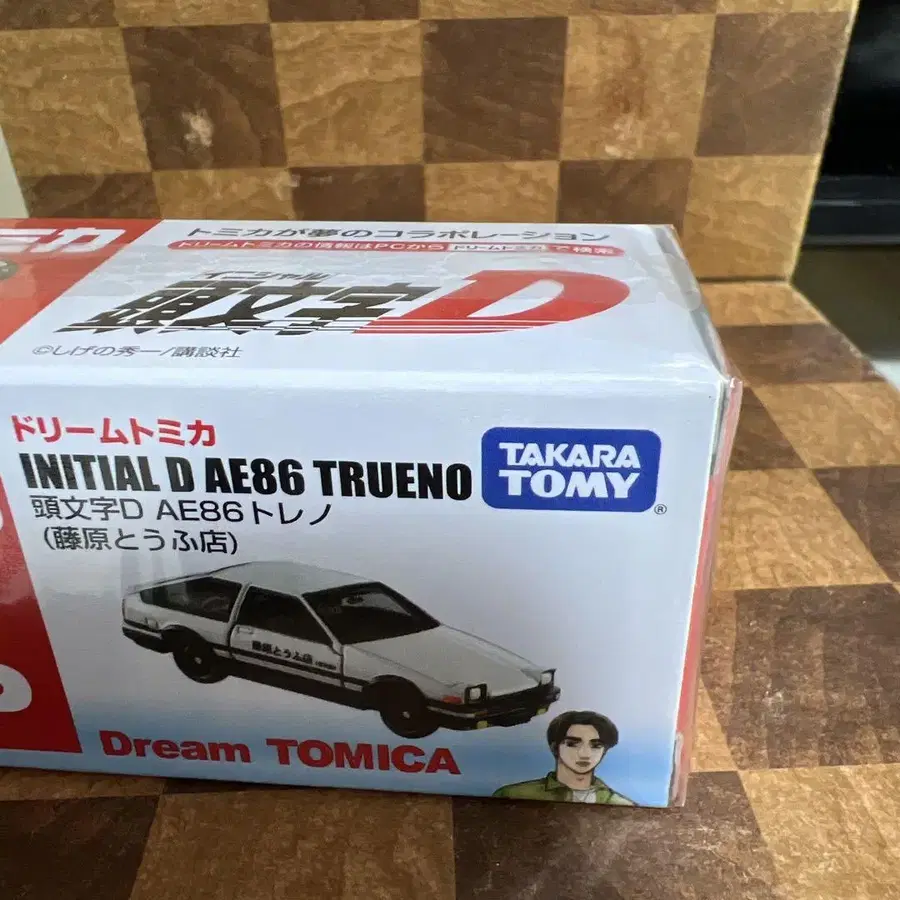 トミカ
トミカが夢のコラボレーション
ドリームトミカの情報はPCから ドリームトミカ で検索
イニシャル
頭文字D
©しげの秀一/講談社
ドリームトミカ
INITIAL D AE86 TRUENO
TAKARA
TOMY
®
頭文字D AE86トレノ
(藤原とうふ店)
藤原とうふ店
Dream TOMICA